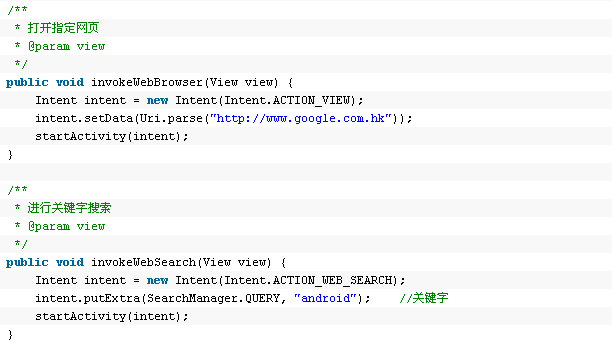 /**
 * 打开指定网页
 * @param view
 */
public void invokeWebBrowser(View view) {
    Intent intent = new Intent(Intent.ACTION_VIEW);
    intent.setData(Uri.parse("http://www.google.com.hk"));
    startActivity(intent);
}

/**
 * 进行关键字搜索
 * @param view
 */
public void invokeWebSearch(View view) {
    Intent intent = new Intent(Intent.ACTION_WEB_SEARCH);
    intent.putExtra(SearchManager.QUERY, "android");    //关键字
    startActivity(intent);
}